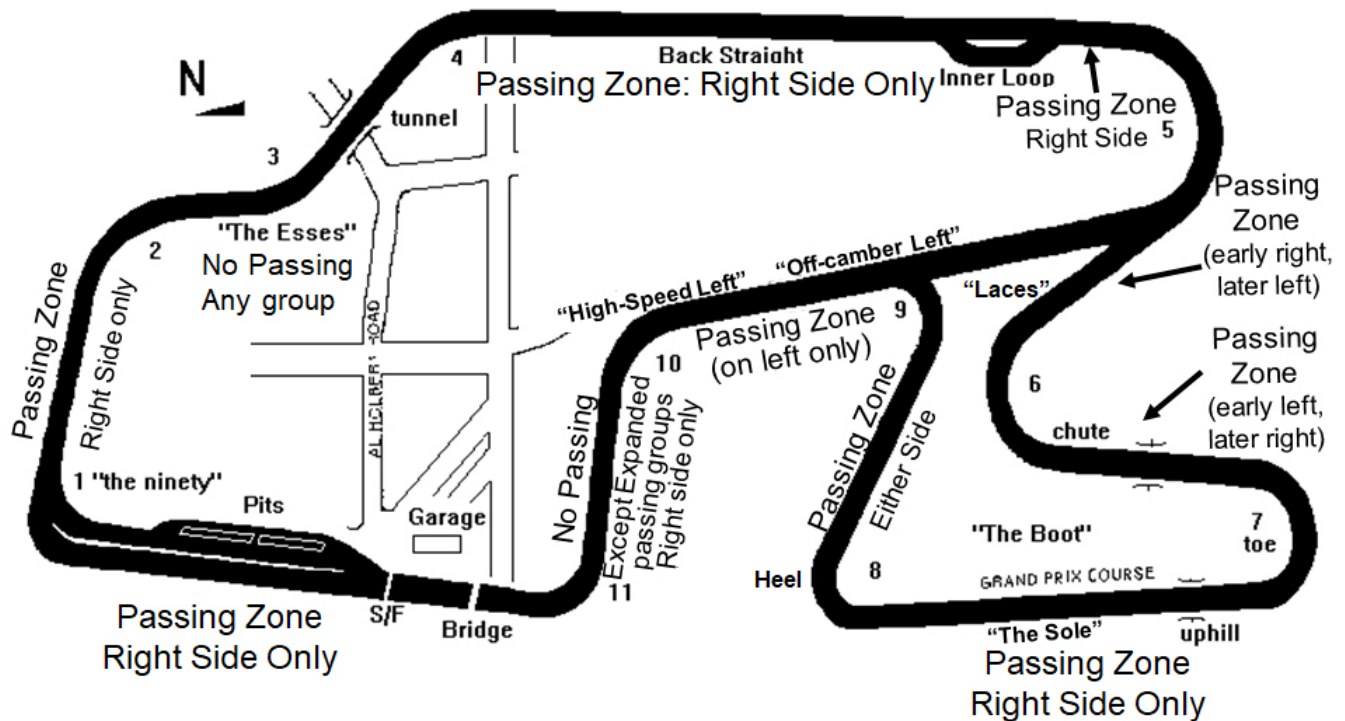 4
Back Straight
Passing Zone: Right Side Only
Inner Loop
Passing Zone
Right Side
5
N
tunnel
3
Passing
Zone
(early right,
later left)
"The Esses"
No Passing
Any group
2
Passing Zone
Right Side only
"Off-camber Left"
"High-Speed Left"
"Laces"
9
Passing Zone
(on left only)
10
AL HOLBERT ROAD
6
Passing
Zone
(early left,
later right)
chute
Passing Zone
Either Side
No Passing
Except Expanded
passing groups
Right side only
1 "the ninety"
Pits
Garage
"The Boot"
7
toe
Heel
8
GRAND PRIX COURSE
11
S/F
Bridge
Passing Zone
Right Side Only
"The Sole"
uphill
Passing Zone
Right Side Only